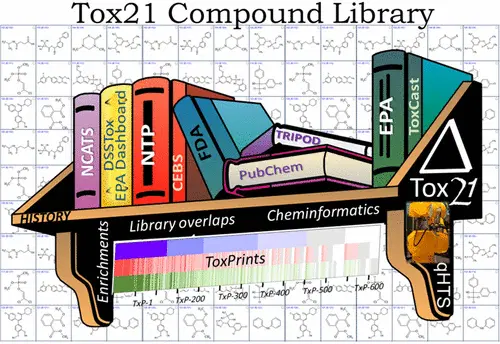 Tox21 Compound Library
NCATS
DSSTox
EPA Dashboard
NTP
CEBS
FDA
TRIPOD
PubChem
EPA
ToxCast
Tox21
HISTORY
Library overlaps
Cheminformatics
Enrichments
ToxPrints
qHTS
TxP-1
TxP-200
TxP-300
TxP-400
TxP-500
TxP-600